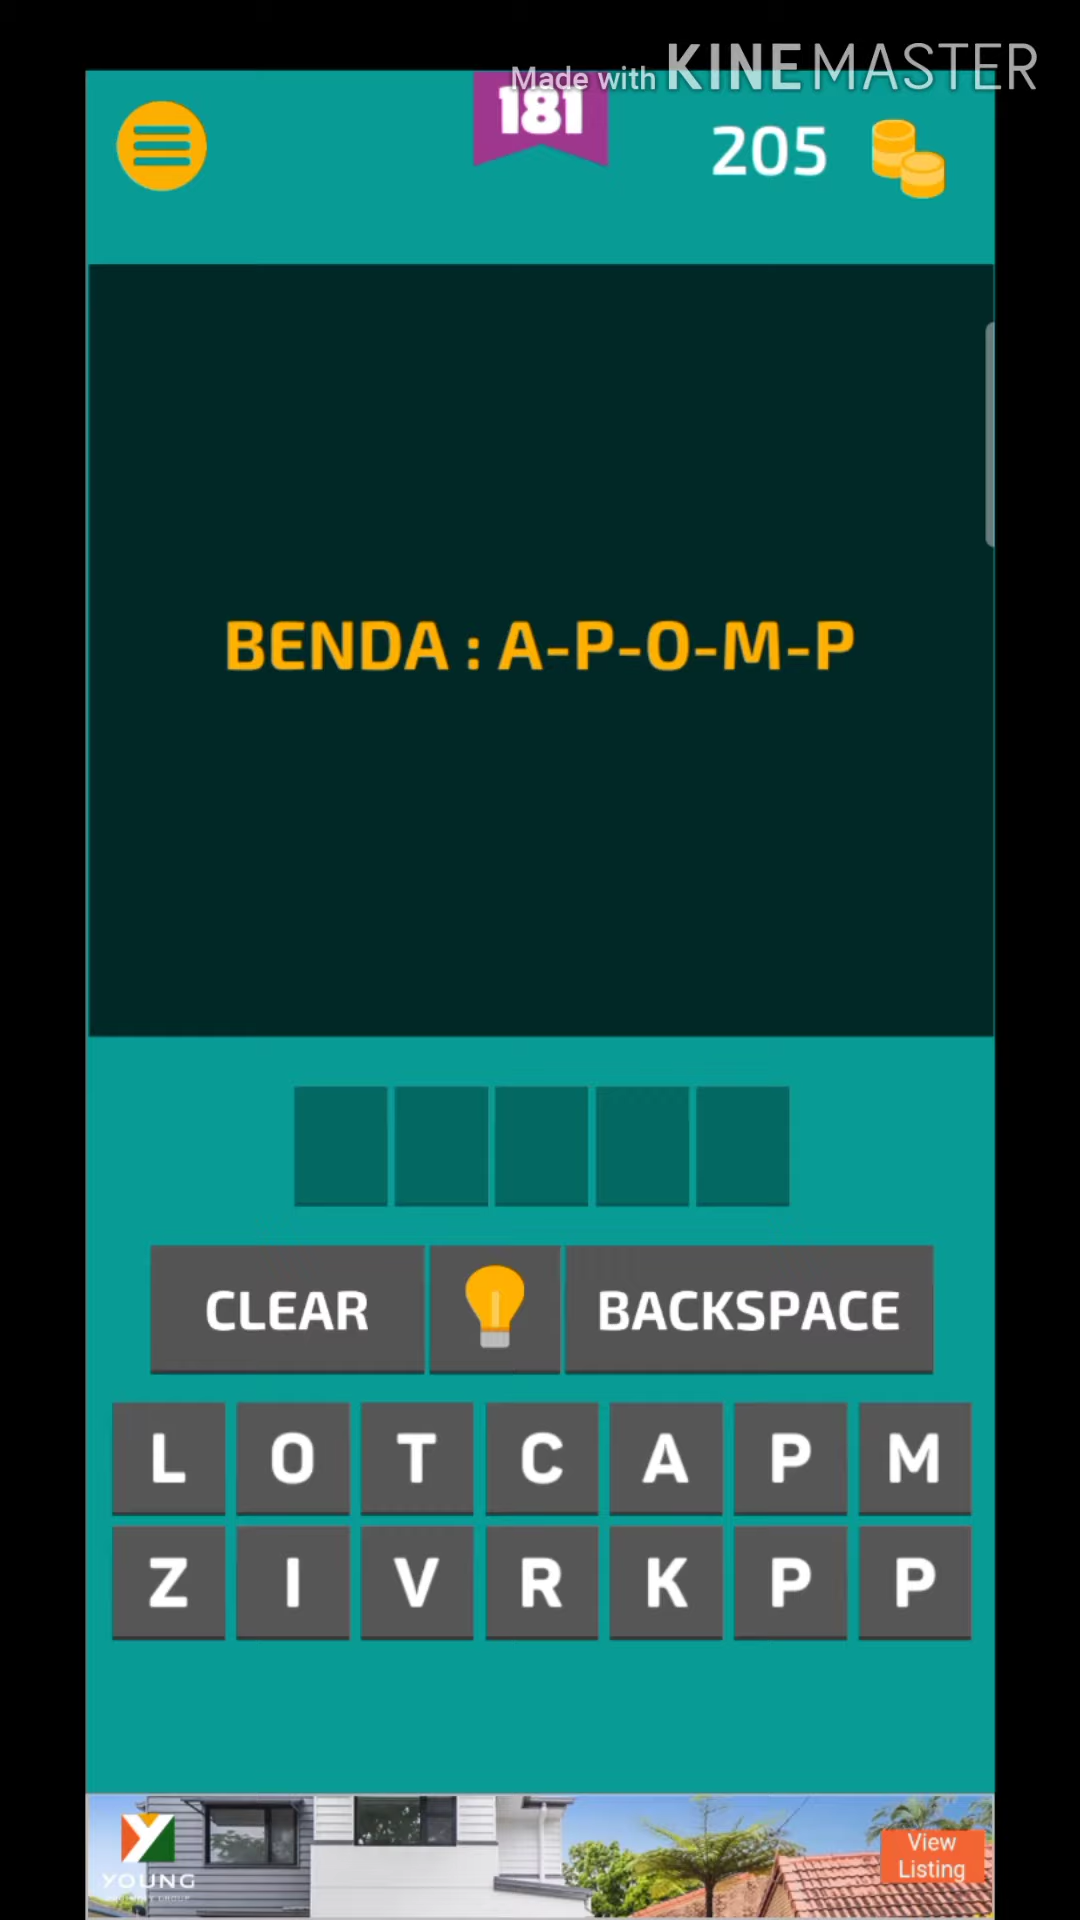 Made with KINEMASTER
181
205
BENDA : A-P-O-M-P
CLEAR
BACKSPACE
L O T C A P M
Z I V R K P P
YOUNG
View
Listing